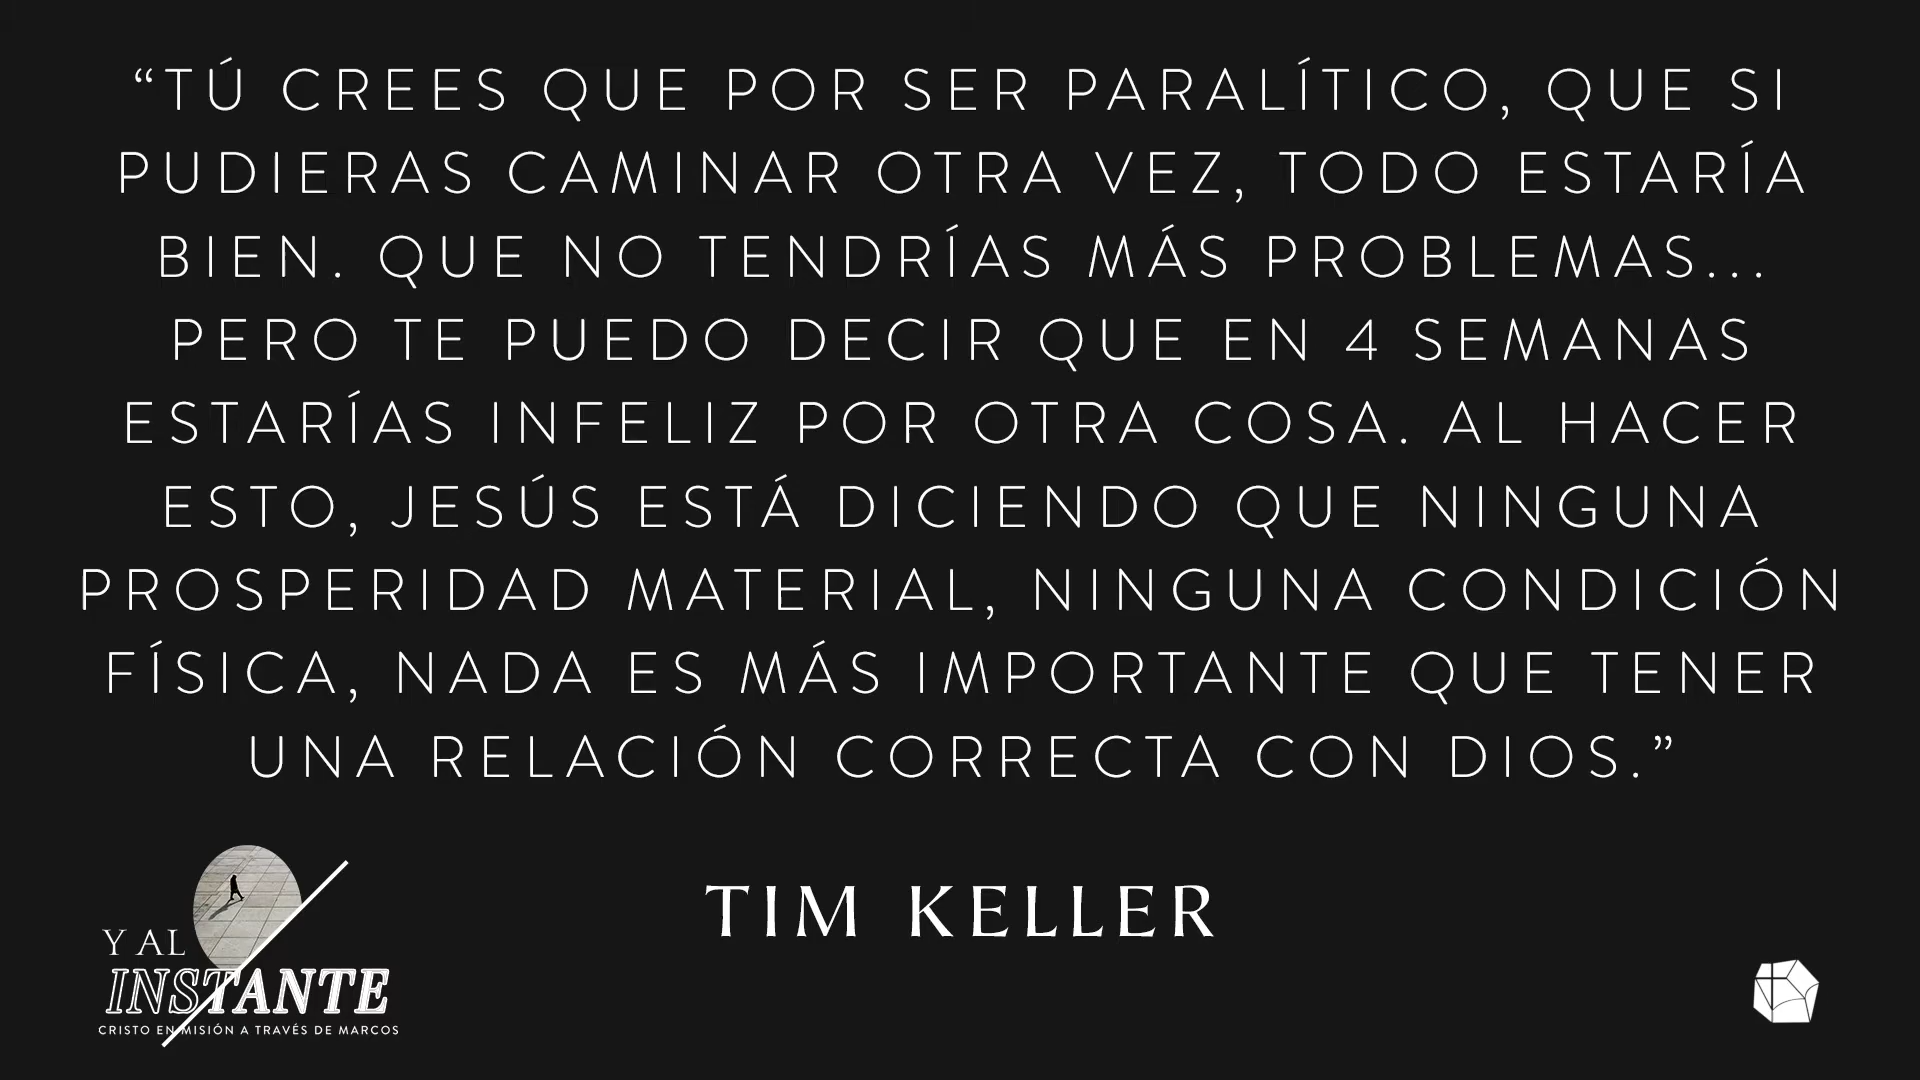 “TÚ CREES QUE POR SER PARALÍTICO, QUE SI
PUDIERAS CAMINAR OTRA VEZ, TODO ESTARÍA
BIEN. QUE NO TENDRÍAS MÁS PROBLEMAS...
PERO TE PUEDO DECIR QUE EN 4 SEMANAS
ESTARÍAS INFELIZ POR OTRA COSA. AL HACER
ESTO, JESÚS ESTÁ DICIENDO QUE NINGUNA
PROSPERIDAD MATERIAL, NINGUNA CONDICIÓN
FÍSICA, NADA ES MÁS IMPORTANTE QUE TENER
UNA RELACIÓN CORRECTA CON DIOS.”
TIM KELLER
Y AL
INSTANTE
CRISTO EN MISIÓN A TRAVÉS DE MARCOS